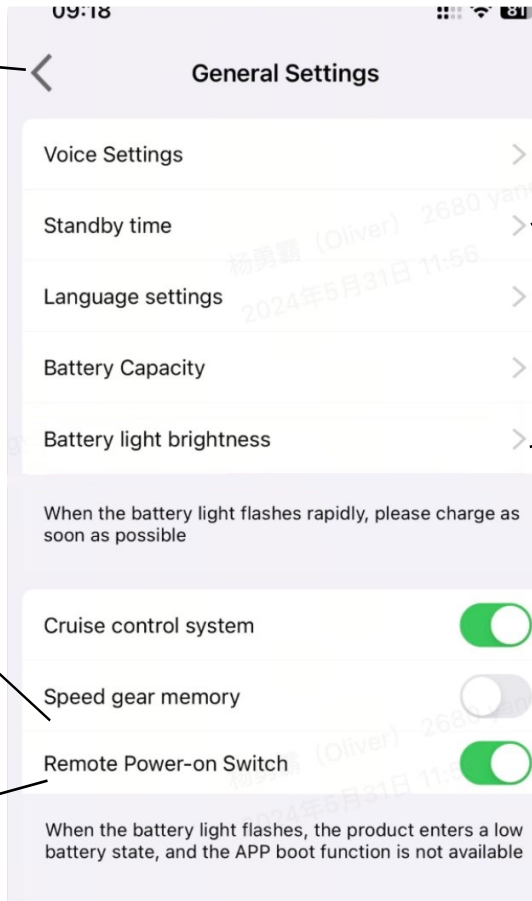 09:18
81
General Settings
Voice Settings
Standby time
Language settings
Battery Capacity
Battery light brightness
When the battery light flashes rapidly, please charge as
soon as possible
Cruise control system
Speed gear memory
Remote Power-on Switch
When the battery light flashes, the product enters a low
battery state, and the APP boot function is not available
杨勇霸 (Oliver) 2680 yang
2024年5月31日 11:56